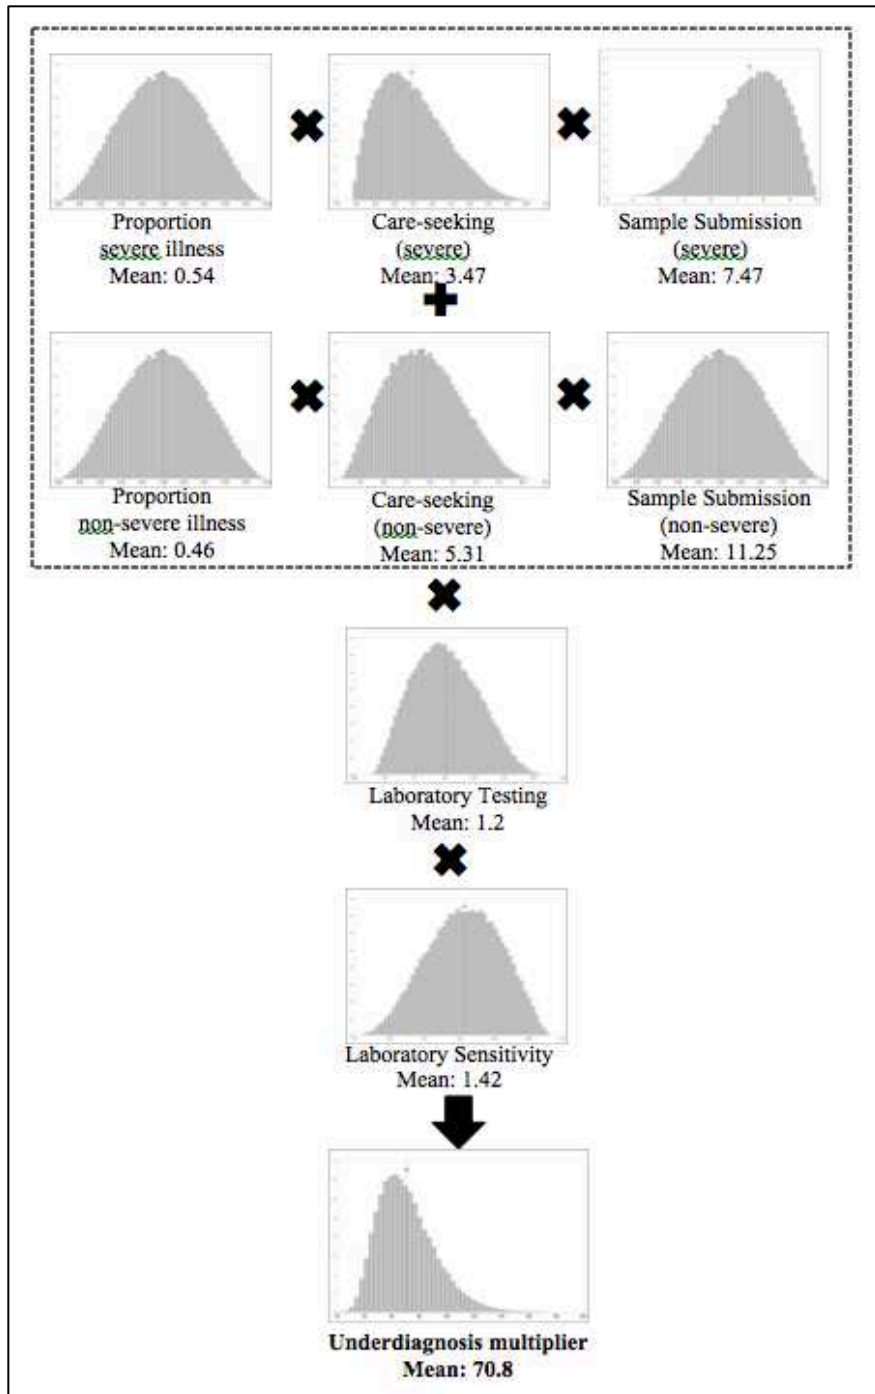 Proportion
severe illness
Mean: 0.54
Care-seeking
(severe)
Mean: 3.47
Sample Submission
(severe)
Mean: 7.47
Proportion
non-severe illness
Mean: 0.46
Care-seeking
(non-severe)
Mean: 5.31
Sample Submission
(non-severe)
Mean: 11.25
Laboratory Testing
Mean: 1.2
Laboratory Sensitivity
Mean: 1.42
Underdiagnosis multiplier
Mean: 70.8